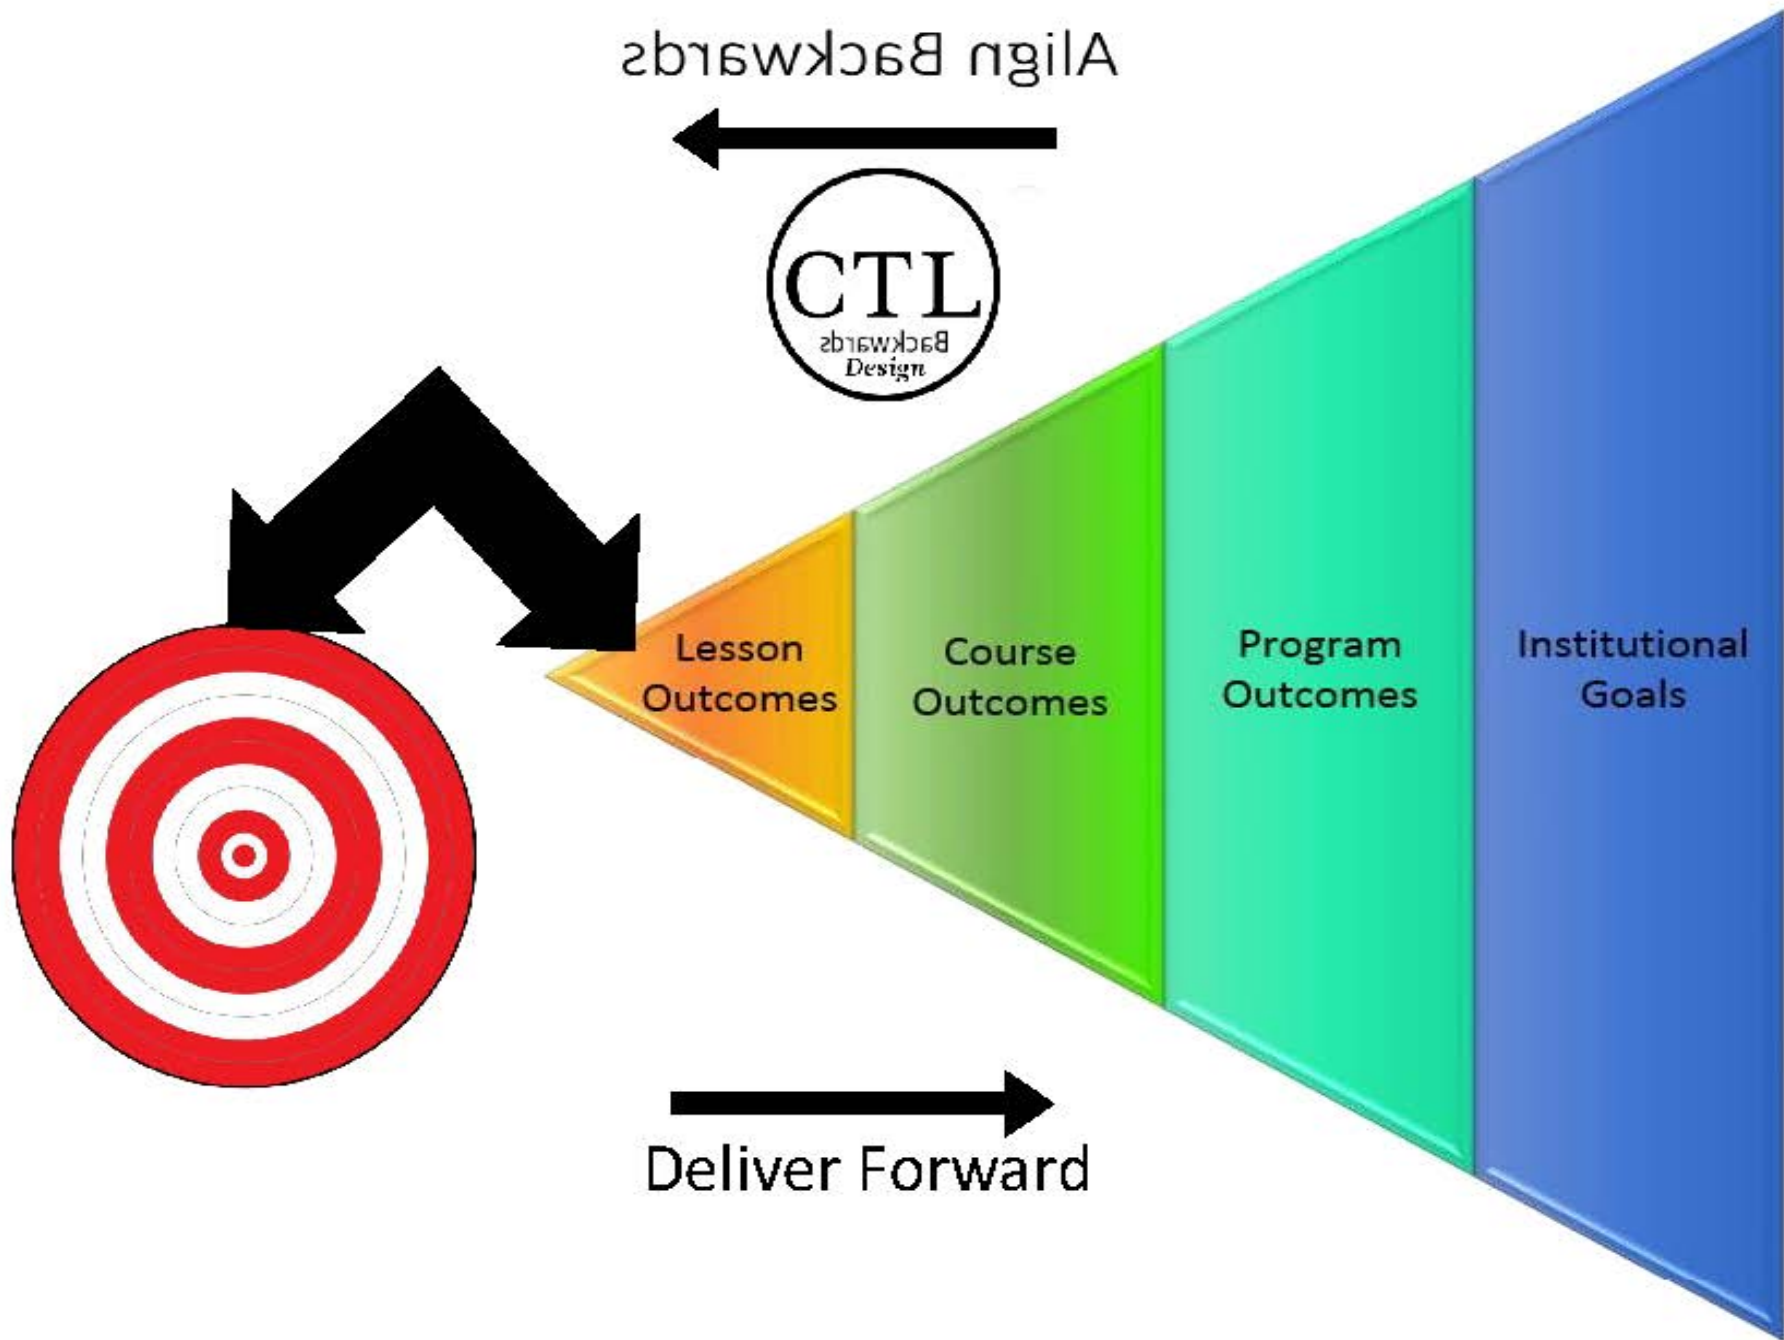 Align Backwards
CTL
Backwards
Design
Lesson
Outcomes
Course
Outcomes
Program
Outcomes
Institutional
Goals
Deliver Forward